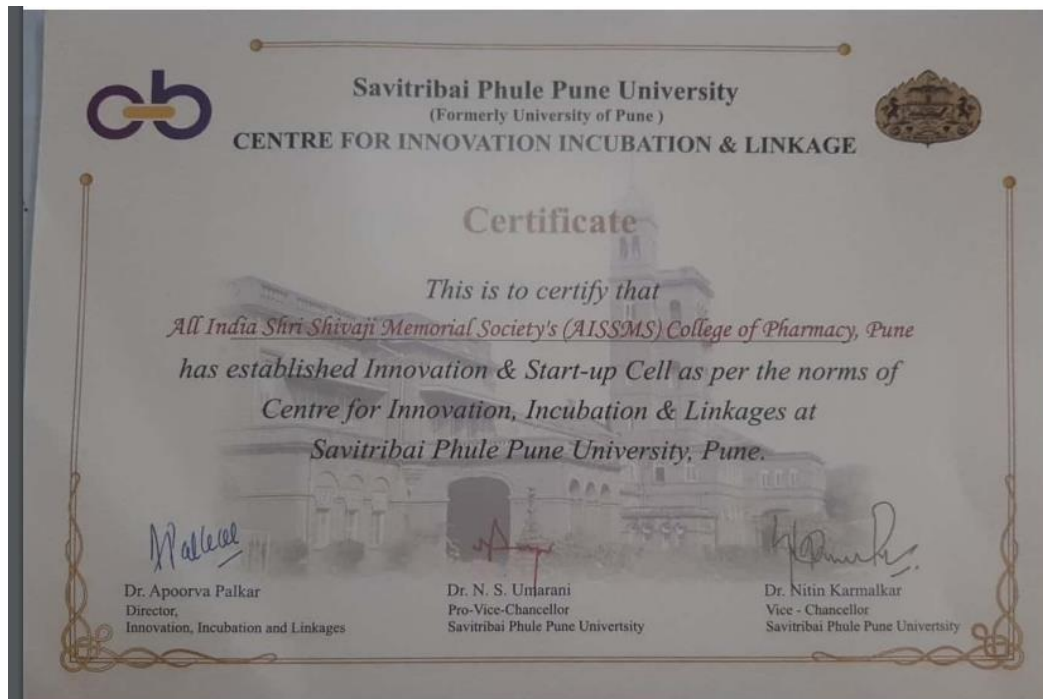 Savitribai Phule Pune University
(Formerly University of Pune )
CENTRE FOR INNOVATION INCUBATION & LINKAGE
Certificate
This is to certify that
All India Shri Shivaji Memorial Society's (AISSMS) College of Pharmacy, Pune
has established Innovation & Start-up Cell as per the norms of
Centre for Innovation, Incubation & Linkages at
Savitribai Phule Pune University, Pune.
Dr. Apoorva Palkar
Director,
Innovation, Incubation and Linkages
Dr. N. S. Umarani
Pro-Vice-Chancellor
Savitribai Phule Pune Univertsity
Dr. Nitin Karmalkar
Vice - Chancellor
Savitribai Phule Pune Univertsity